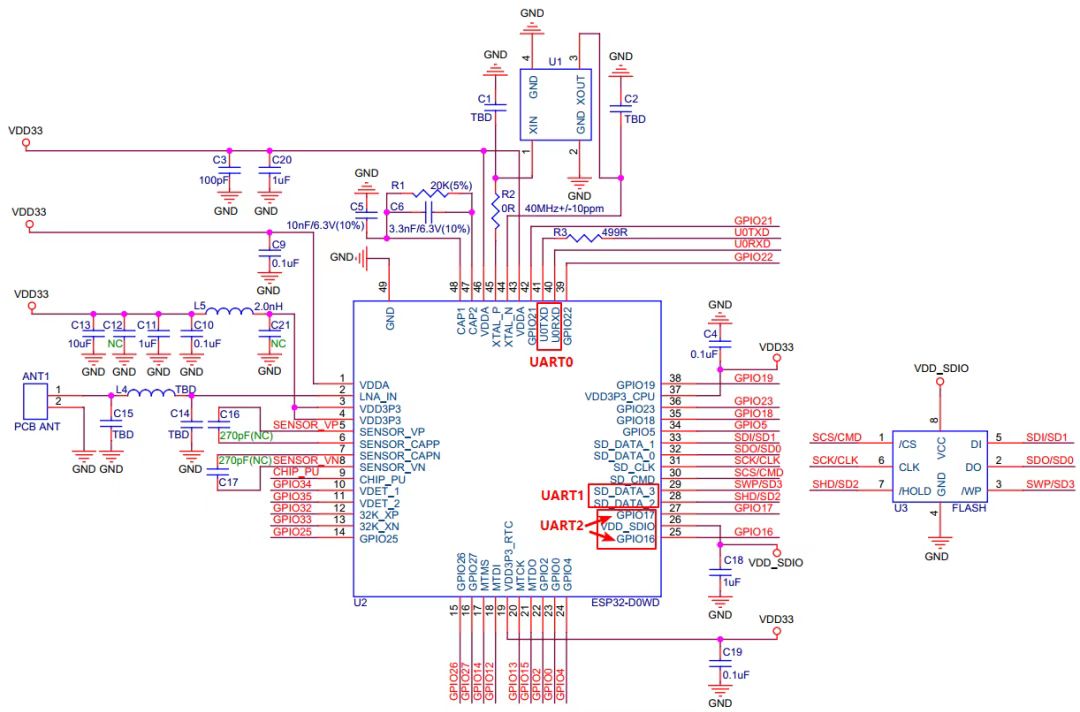 GND
GND
U1
GND
4
3
GND
XOUT
C1
TBD
C2
TBD
XIN
GND
1
2
GND
VDD33
C3
100pF
C20
1uF
GND
GND
GND
R1
20K(5%)
C5
C6
10nF/6.3V(10%)
3.3nF/6.3V(10%)
R2
0R
40MHz+/-10ppm
GPIO21
R3
499R
U0TXD
U0RXD
GPIO22
VDD33
C9
0.1uF
GND
GND
49
48
47
46
45
44
43
42
41
40
39
GND
CAP1
CAP2
VDDA
XTAL_P
XTAL_N
VDDA
GPIO21
U0TXD
U0RXD
GPIO22
UART0
VDD33
L5
2.0nH
C13
10uF
C12
NC
C11
1uF
C10
0.1uF
C21
NC
GND
GND
GND
GND
GND
GND
C4
0.1uF
VDD33
ANT1
1
2
PCB ANT
L4
TBD
C15
TBD
C14
TBD
C16
270pF(NC)
270pF(NC)
C17
GND
GND
GND
SENSOR_VP
SENSOR_VN
CHIP_PU
GPIO34
GPIO35
GPIO32
GPIO33
GPIO25
1 VDDA
2 LNA_IN
3 VDD3P3
4 VDD3P3
5 SENSOR_VP
6 SENSOR_CAPP
7 SENSOR_CAPN
8 SENSOR_VN
9 CHIP_PU
10 VDET_1
11 VDET_2
12 32K_XP
13 32K_XN
14 GPIO25
GPIO19 38 GPIO19
VDD3P3_CPU 37
GPIO23 36 GPIO23
GPIO18 35 GPIO18
GPIO5 34 GPIO5
SD_DATA_1 33 SDI/SD1
SD_DATA_0 32 SDO/SD0
SD_CLK 31 SCK/CLK
SD_CMD 30 SCS/CMD
UART1
SD_DATA_3 29 SWP/SD3
SD_DATA_2 28 SHD/SD2
UART2
GPIO17 27 GPIO17
VDD_SDIO 26
GPIO16 25 GPIO16
VDD_SDIO
C18
1uF
GND
GPIO26
GPIO27
MTMS
MTDI
VDD3P3_RTC
MTCK
MTDO
GPIO2
GPIO0
GPIO4
U2
ESP32-D0WD
15
16
17
18
19
20
21
22
23
24
GPIO26
GPIO27
GPIO14
GPIO12
GPIO13
GPIO15
GPIO2
GPIO0
GPIO4
VDD33
C19
0.1uF
GND
VDD_SDIO
8
SCS/CMD 1 /CS
VCC
DI 5 SDI/SD1
SCK/CLK 6 CLK
DO 2 SDO/SD0
SHD/SD2 7 /HOLD
GND
/WP 3 SWP/SD3
U3
4
FLASH
GND